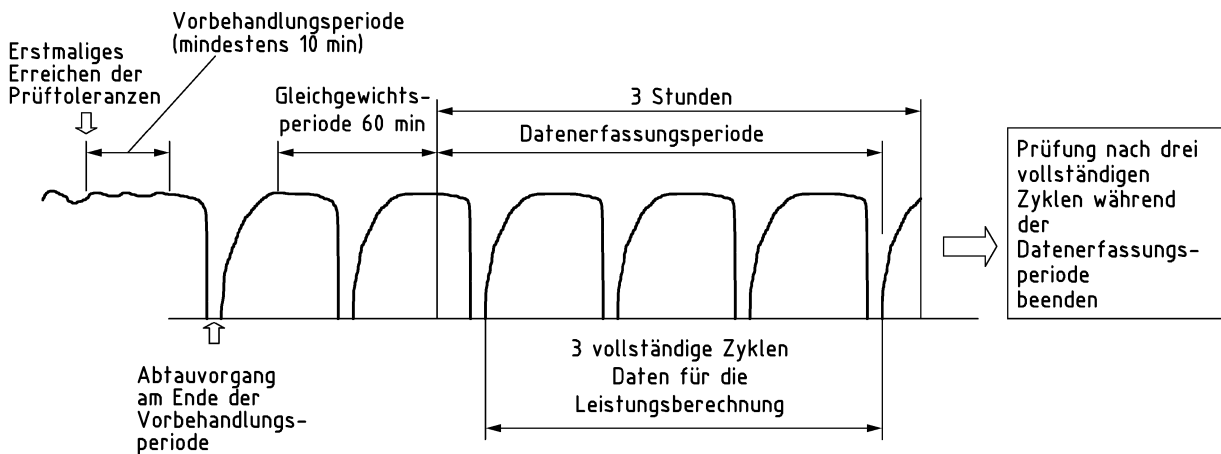 Vorbehandlungsperiode
(mindestens 10 min)
Erstmaliges
Erreichen der
Prüftoleranzen
Gleichgewichts-
periode 60 min
3 Stunden
Datenerfassungsperiode
Prüfung nach drei
vollständigen
Zyklen während
der
Datenerfassungs-
periode
beenden
3 vollständige Zyklen
Daten für die
Leistungsberechnung
Abtauvorgang
am Ende der
Vorbehandlungs-
periode